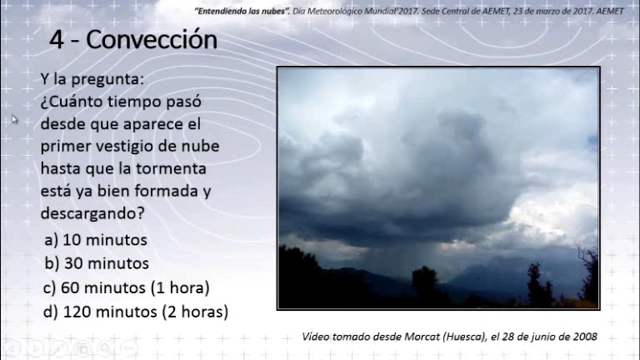 "Entendiendo las nubes". Día Meteorológico Mundial'2017. Sede Central de AEMET, 23 de marzo de 2017. AEMET
4 - Convección
Y la pregunta:
¿Cuánto tiempo pasó
desde que aparece el
primer vestigio de nube
hasta que la tormenta
está ya bien formada y
descargando?
a) 10 minutos
b) 30 minutos
c) 60 minutos (1 hora)
d) 120 minutos (2 horas)
Vídeo tomado desde Morcat (Huesca), el 28 de junio de 2008